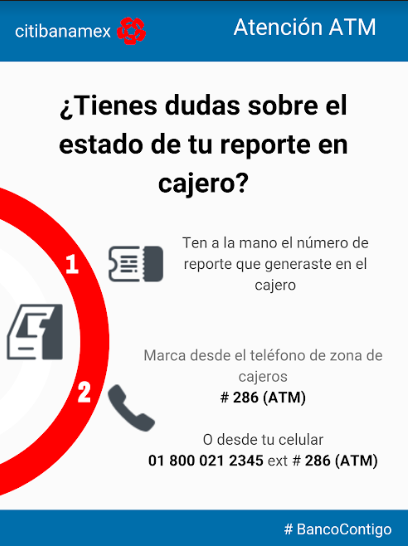 citibanamex
Atención ATM
¿Tienes dudas sobre el
estado de tu reporte en
cajero?
1
Ten a la mano el número de
reporte que generaste en el
cajero
2
Marca desde el teléfono de zona de
cajeros
# 286 (ATM)
O desde tu celular
01 800 021 2345 ext # 286 (ATM)
# BancoContigo